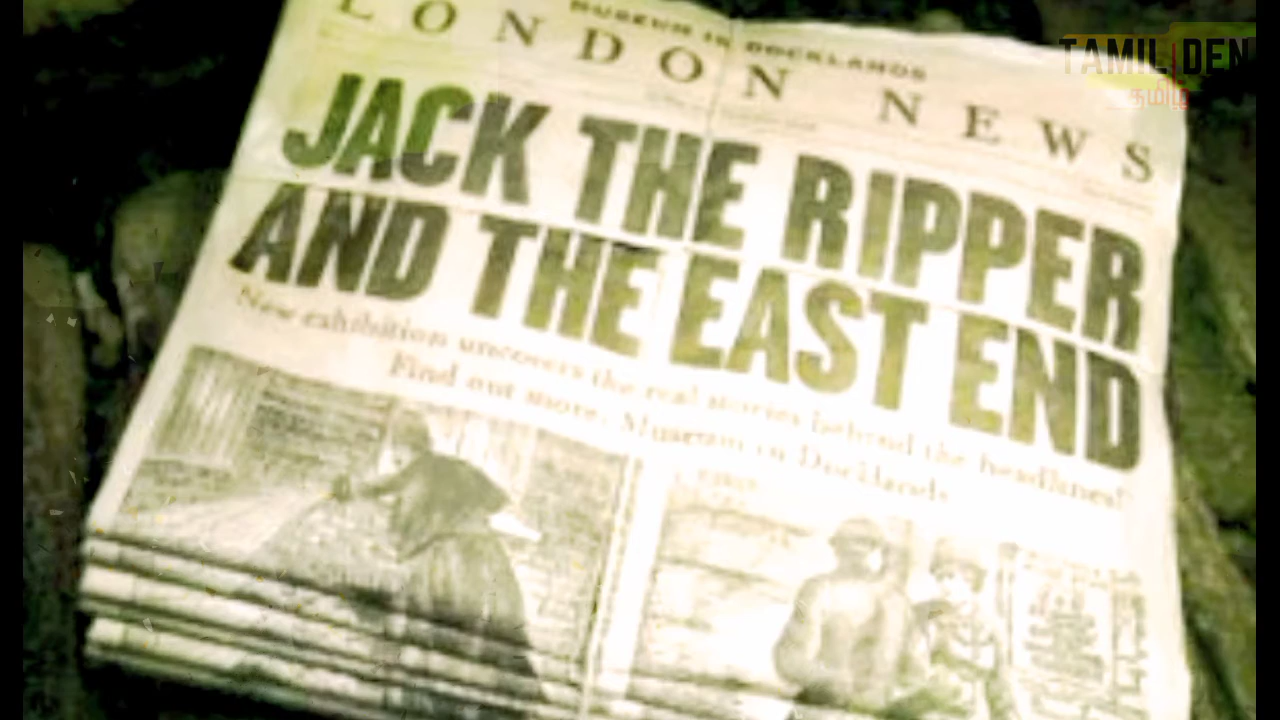 MUSEUM IN DOCKLANDS
LONDON NEWS
JACK THE RIPPER
AND THE EAST END
New exhibition uncovers the real stories behind the headlines!
Find out more. Museum in Docklands
TAMIL DEN
தமிழ்